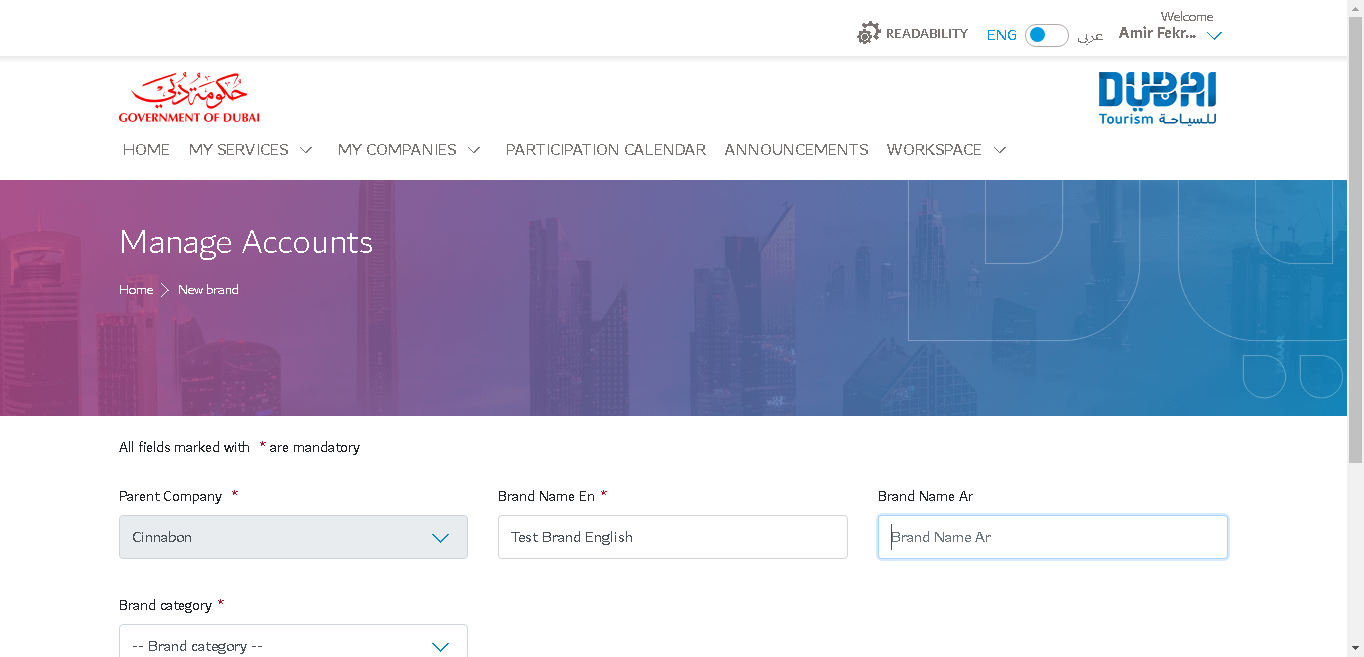 Welcome
READABILITY ENG عربى Amir Fekr...
حكومة دبي
GOVERNMENT OF DUBAI
DUBAI
Tourism للسياحة
HOME MY SERVICES MY COMPANIES PARTICIPATION CALENDAR ANNOUNCEMENTS WORKSPACE
Manage Accounts
Home New brand
All fields marked with * are mandatory
Parent Company * Brand Name En * Brand Name Ar
Cinnabon Test Brand English Brand Name Ar
Brand category *
-- Brand category --